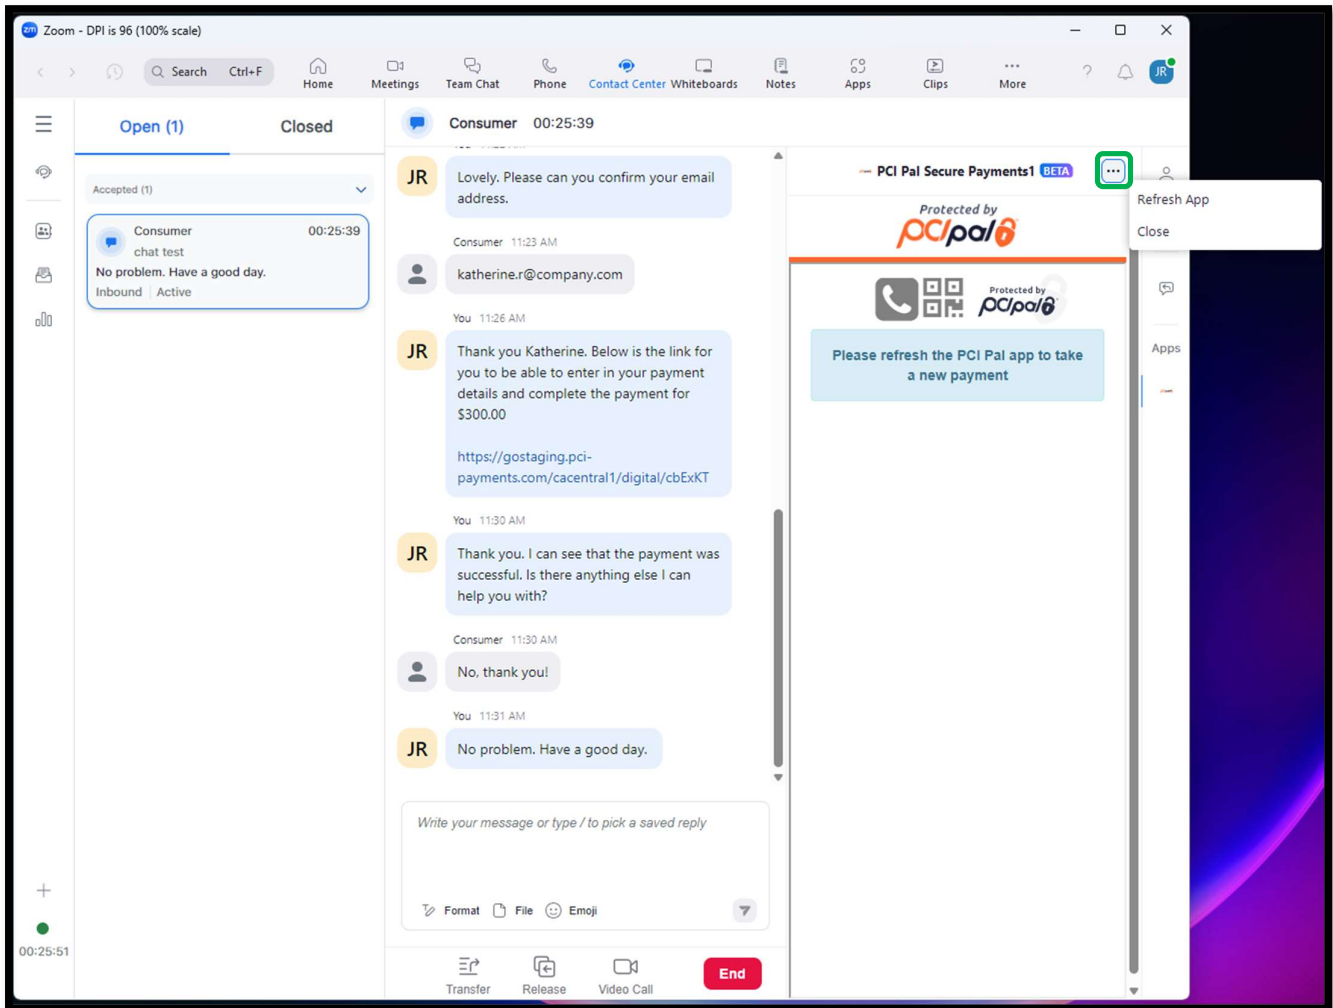 zm Zoom - DPI is 96 (100% scale)
Search Ctrl+F
Home
Meetings
Team Chat
Phone
Contact Center
Whiteboards
Notes
Apps
Clips
More
?
JR
Open (1)
Closed
Accepted (1)
Consumer 00:25:39
chat test
No problem. Have a good day.
Inbound Active
00:25:51
Consumer 00:25:39
JR
Lovely. Please can you confirm your email
address.
Consumer 11:23 AM
katherine.r@company.com
You 11:26 AM
JR
Thank you Katherine. Below is the link for
you to be able to enter in your payment
details and complete the payment for
$300.00
https://gostaging.pci-
payments.com/cacentral1/digital/cbExKT
You 11:30 AM
JR
Thank you. I can see that the payment was
successful. Is there anything else I can
help you with?
Consumer 11:30 AM
No, thank you!
You 11:31 AM
JR
No problem. Have a good day.
Write your message or type / to pick a saved reply
Format File Emoji
Transfer
Release
Video Call
End
PCI Pal Secure Payments1 BETA
Refresh App
Close
Protected by
pcipal
Protected by
pcipal
Please refresh the PCI Pal app to take
a new payment
Apps